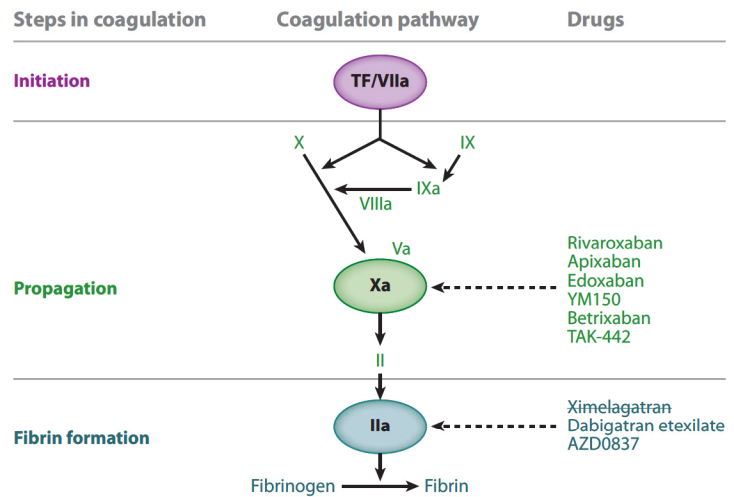 Steps in coagulation
Coagulation pathway
Drugs
Initiation
TF/VIIa
X
IX
IXa
VIIIa
Va
Propagation
Xa
Rivaroxaban
Apixaban
Edoxaban
YM150
Betrixaban
TAK-442
II
Fibrin formation
IIa
Ximelagatran
Dabigatran etexilate
AZD0837
Fibrinogen
Fibrin